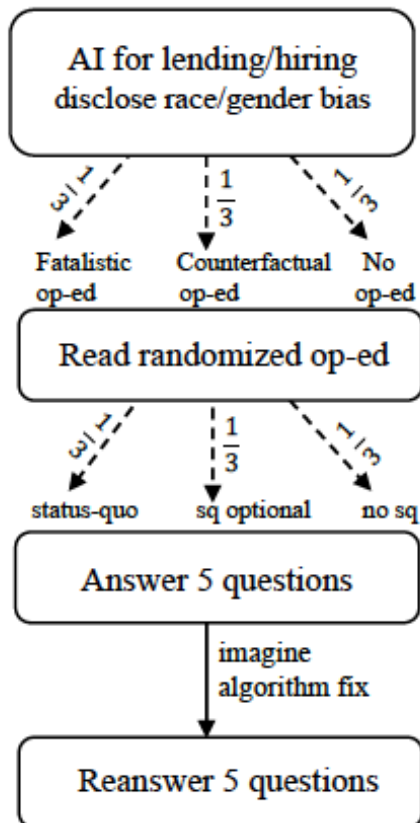 AI for lending/hiring
disclose race/gender bias
1/3 1/3 1/3
Fatalistic Counterfactual No
op-ed op-ed op-ed
Read randomized op-ed
1/3 1/3 1/3
status-quo sq optional no sq
Answer 5 questions
imagine
algorithm fix
Reanswer 5 questions